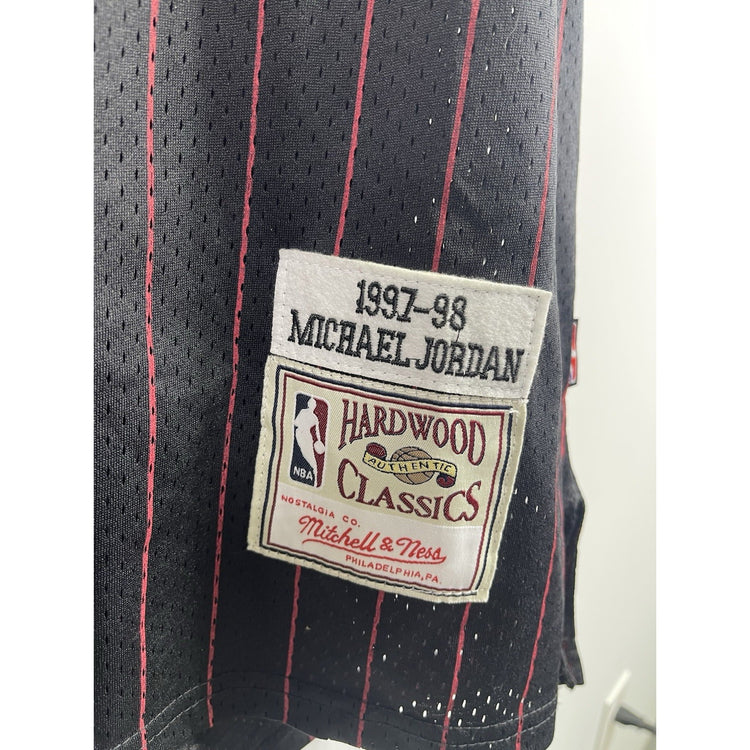 1997-98
MICHAEL JORDAN
HARDWOOD
AUTHENTIC
CLASSICS
NBA
NOSTALGIA CO.
Mitchell & Ness
PHILADELPHIA, PA.